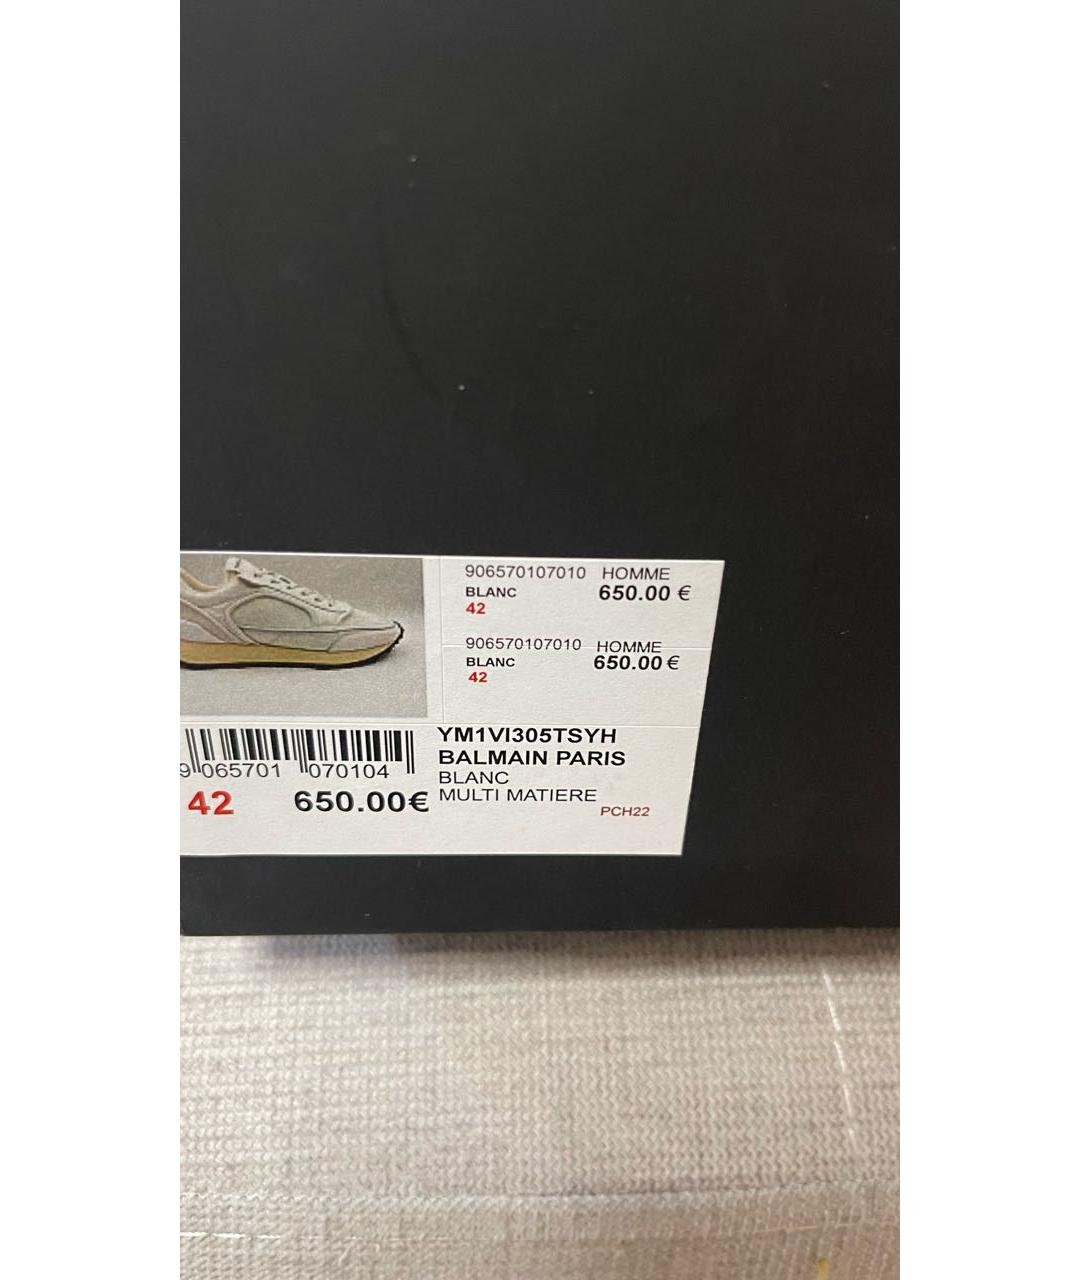 906570107010 HOMME
BLANC 650.00 €
42
906570107010 HOMME
BLANC 650.00 €
42
YM1VI305TSYH
BALMAIN PARIS
BLANC
MULTI MATIERE
PCH22
9 065701 070104
42 650.00€